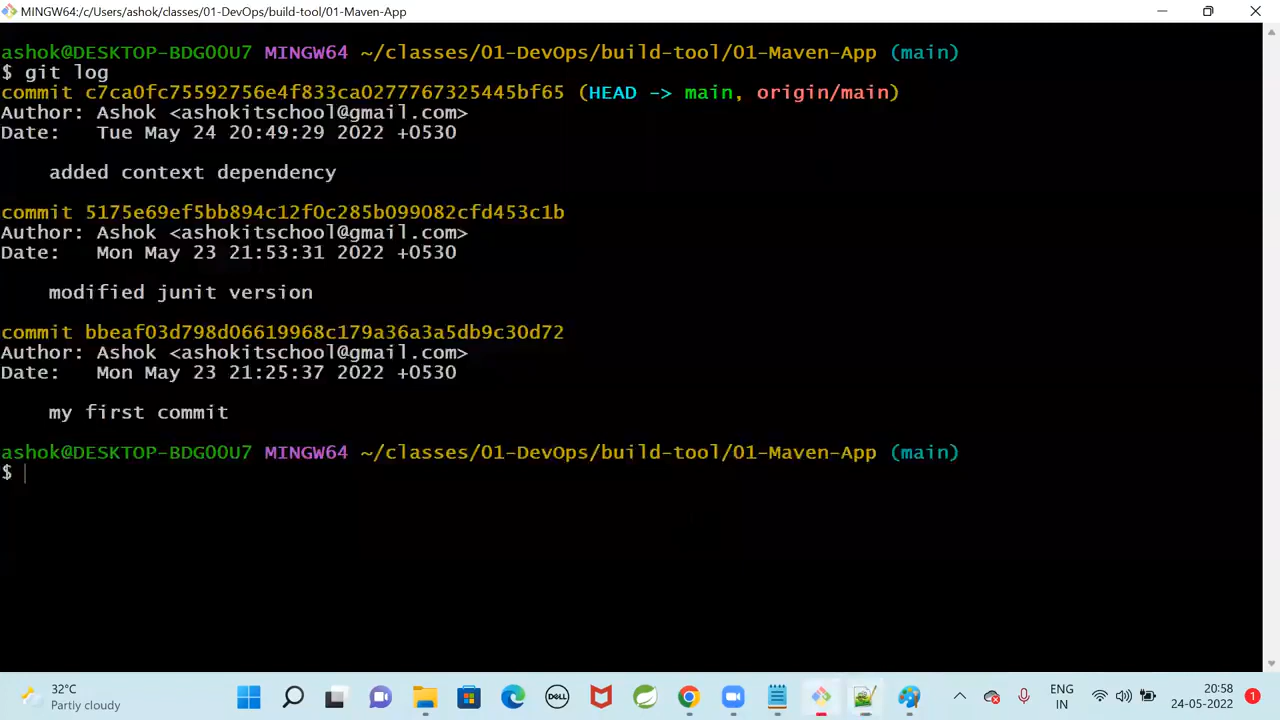 MINGW64:/c/Users/ashok/classes/01-DevOps/build-tool/01-Maven-App
ashok@DESKTOP-BDG0OU7 MINGW64 ~/classes/01-DevOps/build-tool/01-Maven-App (main)
$ git log
commit c7ca0fc75592756e4f833ca0277767325445bf65 (HEAD -> main, origin/main)
Author: Ashok <ashokitschool@gmail.com>
Date:   Tue May 24 20:49:29 2022 +0530
added context dependency
commit 5175e69ef5bb894c12f0c285b099082cfd453c1b
Author: Ashok <ashokitschool@gmail.com>
Date:   Mon May 23 21:53:31 2022 +0530
modified junit version
commit bbeaf03d798d06619968c179a36a3a5db9c30d72
Author: Ashok <ashokitschool@gmail.com>
Date:   Mon May 23 21:25:37 2022 +0530
my first commit
ashok@DESKTOP-BDG0OU7 MINGW64 ~/classes/01-DevOps/build-tool/01-Maven-App (main)
$
32°C
Partly cloudy
DELL
ENG
IN
20:58
24-05-2022
1